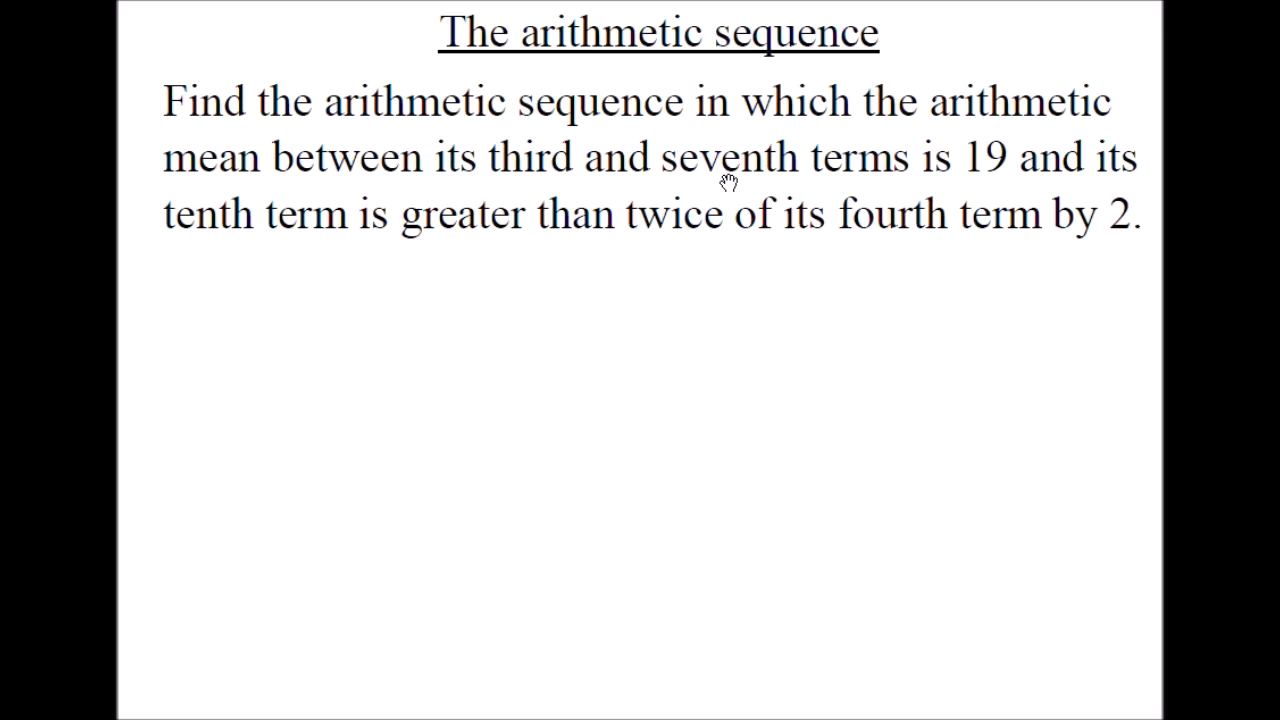 The arithmetic sequence
Find the arithmetic sequence in which the arithmetic
mean between its third and seventh terms is 19 and its
tenth term is greater than twice of its fourth term by 2.